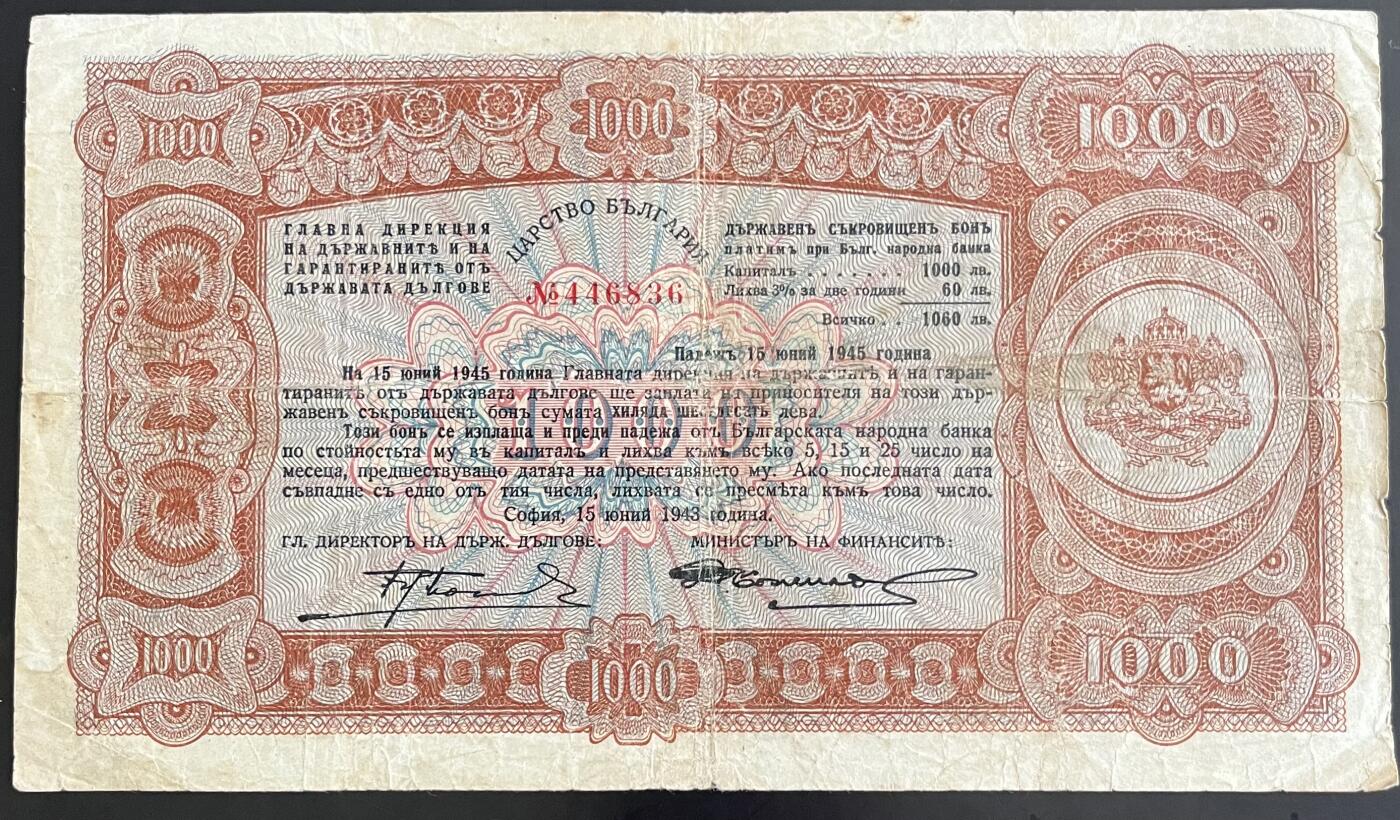 1000
1000
1000
ГЛАВНА ДИРЕКЦИЯ
НА ДЪРЖАВНИТѢ И НА
ГАРАНТИРАНИТѢ ОТЪ
ДЪРЖАВАТА ДЪЛГОВЕ
ЦАРСТВО БЪЛГАРИЯ
№446836
ДЪРЖАВЕНЪ СЪКРОВИЩЕНЪ БОНЪ
платимъ при Бълг. народна банка
Капиталъ . . . . . . . 1000 лв.
Лихва 3% за две години 60 лв.
Всичко . . 1060 лв.
Падежъ 15 юний 1945 година
На 15 юний 1945 година Главната дирекция на държавнитѣ и на гаран-
тиранитѣ отъ държавата дългове ще заплати на приносителя на този дър-
жавенъ съкровищенъ бонъ сумата ХИЛЯДА ШЕСДЕСЕТЬ лева.
Този бонъ се изплаща и преди падежа отъ Българската народна банка
по стойностьта му въ капиталъ и лихва къмъ всѣко 5, 15 и 25 число на
месеца, предшествуващо датята на представянето му. Ако последната дата
съвпадне съ едно отъ тия числа, лихвата се пресмѣта къмъ това число.
София, 15 юний 1943 година.
1000
ГЛ. ДИРЕКТОРЪ НА ДЪРЖ. ДЪЛГОВЕ:
МИНИСТЪРЪ НА ФИНАНСИТѢ:
1000
1000
1000